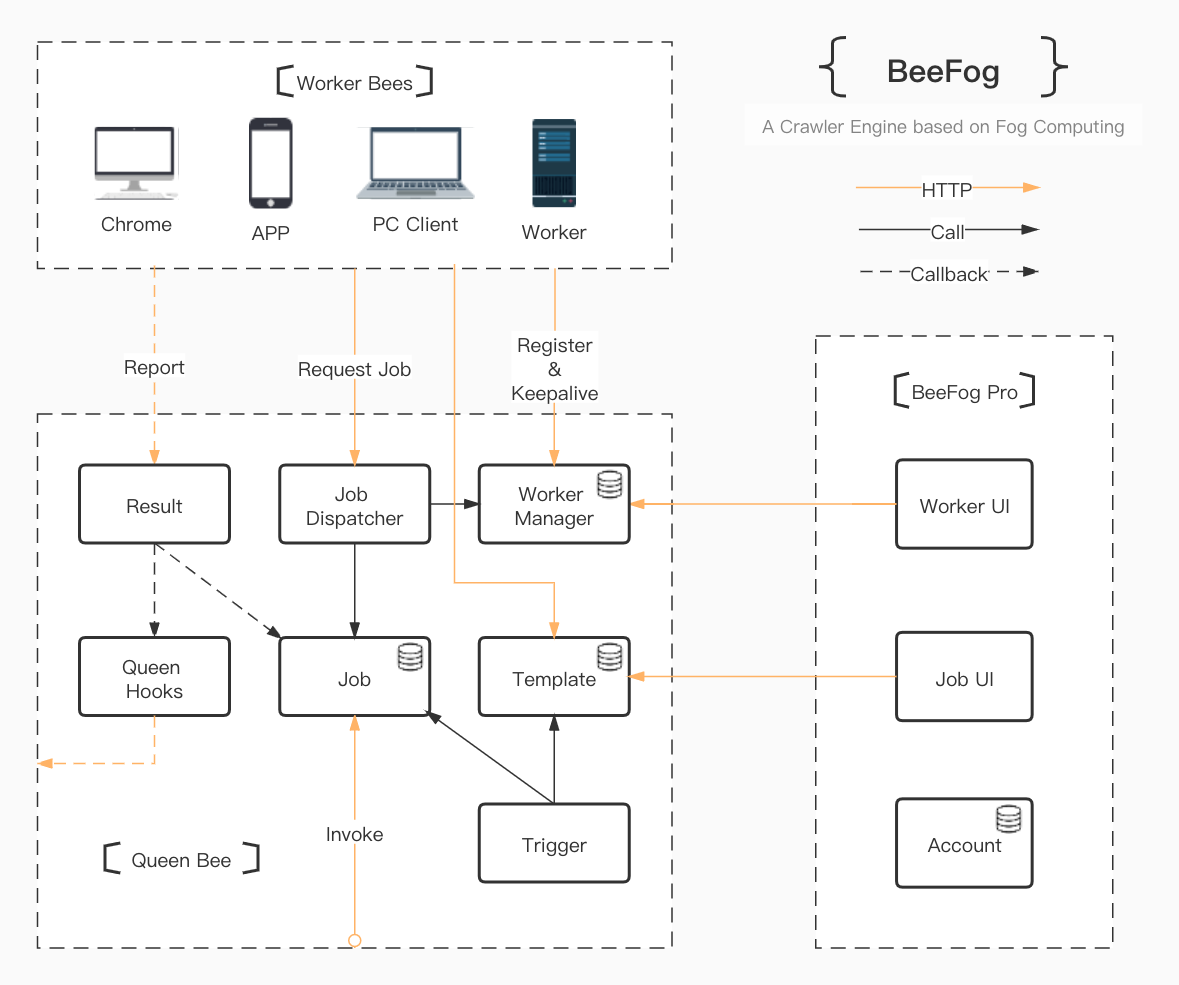 Worker Bees
Chrome
APP
PC Client
Worker
BeeFog
A Crawler Engine based on Fog Computing
HTTP
Call
Callback
Report
Request Job
Register
&
Keepalive
BeeFog Pro
Result
Job
Dispatcher
Worker
Manager
Worker UI
Queen
Hooks
Job
Template
Job UI
Invoke
Trigger
Account
Queen Bee